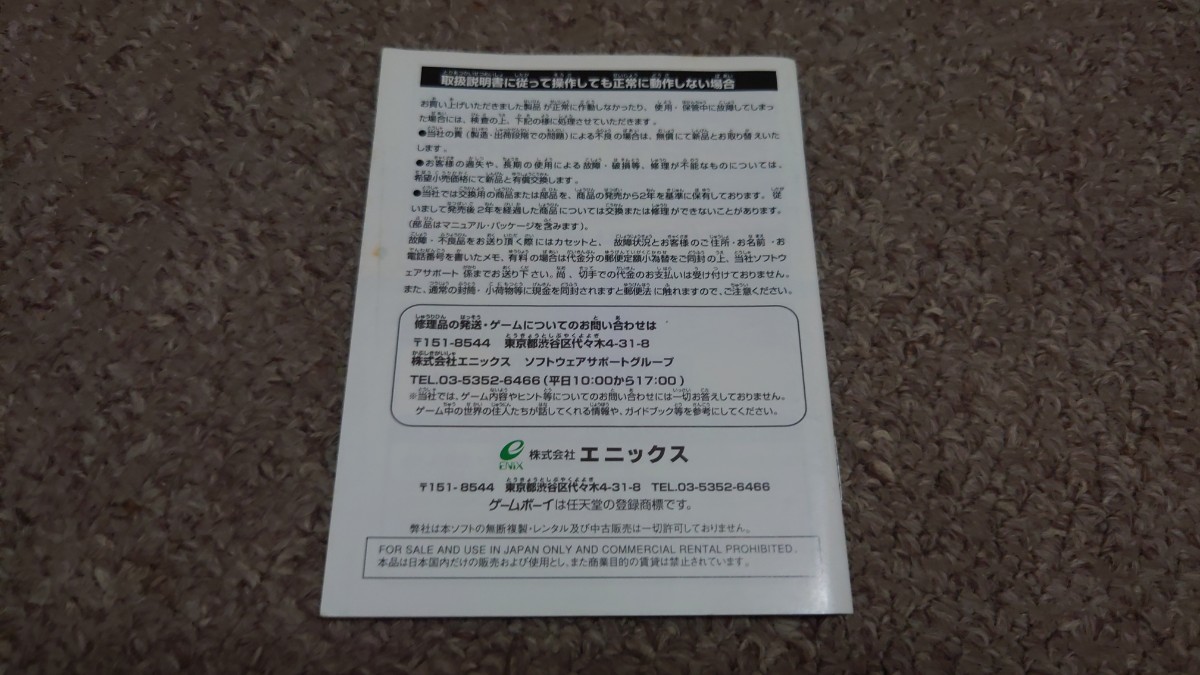 取扱説明書に従って操作しても正常に動作しない場合
お買い上げいただきました製品が正常に作動しなかったり、使用・保管中に故障してしまっ
た場合には、検査の上、下記の様に処理させていただきます。
●当社の責(製造・出荷段階での問題)による不良の場合は、無償にて新品とお取り替えいた
します。
●お客様の過失や、長期の使用による故障・破損等、修理が不能なものについては、
希望小売価格にて新品と有償交換します。
●当社では交換用の商品または部品を、商品の発売から2年を基準に保有しております。従
いまして発売後2年を経過した商品については交換または修理ができないことがあります。
(部品はマニュアル・パッケージを含みます)。
故障・不良品をお送り頂く際にはカセットと、故障状況とお客様のご住所・お名前・お
電話番号を書いたメモ、有料の場合は代金分の郵便定額小為替をご同封の上、当社ソフトウ
ェアサポート係までお送り下さい。尚、切手での代金のお支払いは受け付けておりません。
また、通常の封筒・小荷物等に現金を同封されますと郵便法に触れますので、ご注意ください。
修理品の発送・ゲームについてのお問い合わせは
〒151-8544 東京都渋谷区代々木4-31-8
株式会社エニックス ソフトウェアサポートグループ
TEL.03-5352-6466(平日10:00から17:00)
※当社では、ゲーム内容やヒント等についてのお問い合わせには一切お答えしておりません。
ゲーム中の世界の住人たちが話してくれる情報や、ガイドブック等を参考にしてください。
ENIX 株式会社 エニックス
〒151-8544 東京都渋谷区代々木4-31-8 TEL.03-5352-6466
ゲームボーイは任天堂の登録商標です。
弊社は本ソフトの無断複製・レンタル及び中古販売は一切許可しておりません。
FOR SALE AND USE IN JAPAN ONLY AND COMMERCIAL RENTAL PROHIBITED.
本品は日本国内だけの販売および使用とし、また商業目的の賃貸は禁止されています。